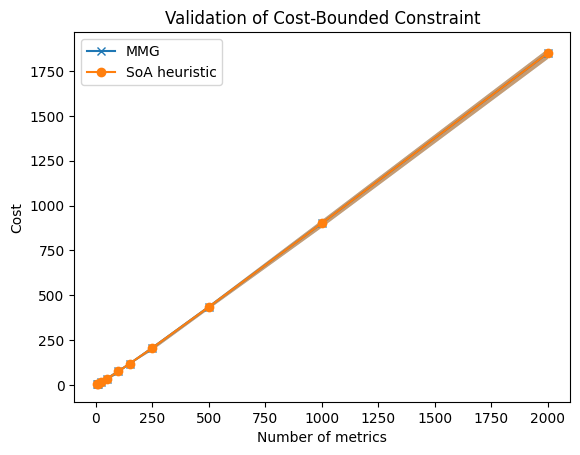 Validation of Cost-Bounded Constraint
MMG
SoA heuristic
Cost
1750
1500
1250
1000
750
500
250
0
0 250 500 750 1000 1250 1500 1750 2000
Number of metrics